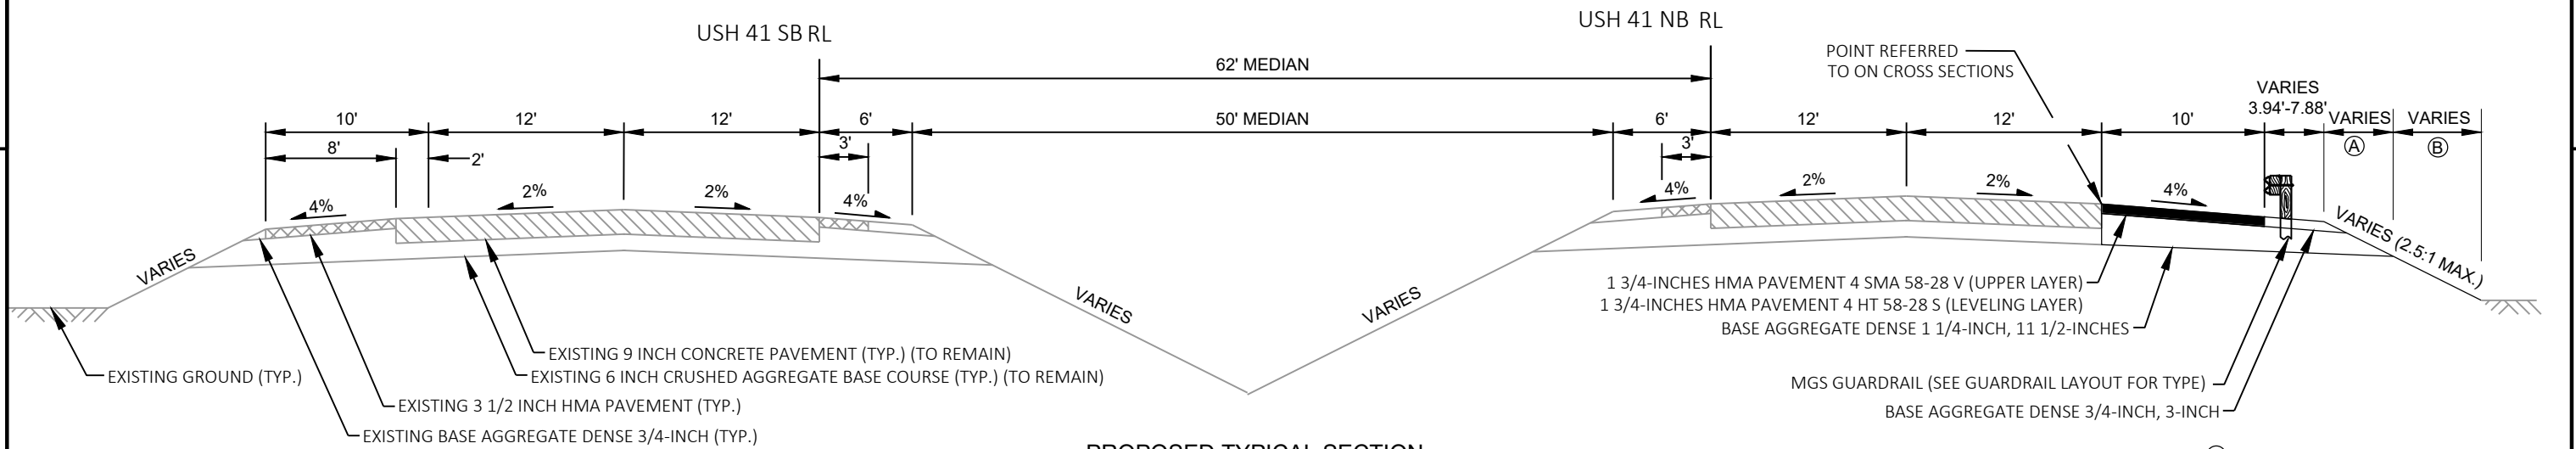 USH 41 SB RL
USH 41 NB RL
POINT REFERRED
TO ON CROSS SECTIONS
62' MEDIAN
VARIES
3.94'-7.88'
10'
12'
12'
6'
50' MEDIAN
6'
12'
12'
10'
VARIES
VARIES
A
B
8'
2'
3'
3'
4%
2%
2%
4%
4%
2%
2%
4%
VARIES
VARIES
VARIES
VARIES (2.5:1 MAX.)
1 3/4-INCHES HMA PAVEMENT 4 SMA 58-28 V (UPPER LAYER)
1 3/4-INCHES HMA PAVEMENT 4 HT 58-28 S (LEVELING LAYER)
BASE AGGREGATE DENSE 1 1/4-INCH, 11 1/2-INCHES
EXISTING 9 INCH CONCRETE PAVEMENT (TYP.) (TO REMAIN)
EXISTING GROUND (TYP.)
EXISTING 6 INCH CRUSHED AGGREGATE BASE COURSE (TYP.) (TO REMAIN)
MGS GUARDRAIL (SEE GUARDRAIL LAYOUT FOR TYPE)
EXISTING 3 1/2 INCH HMA PAVEMENT (TYP.)
BASE AGGREGATE DENSE 3/4-INCH, 3-INCH
EXISTING BASE AGGREGATE DENSE 3/4-INCH (TYP.)
PROPOSED TYPICAL SECTION